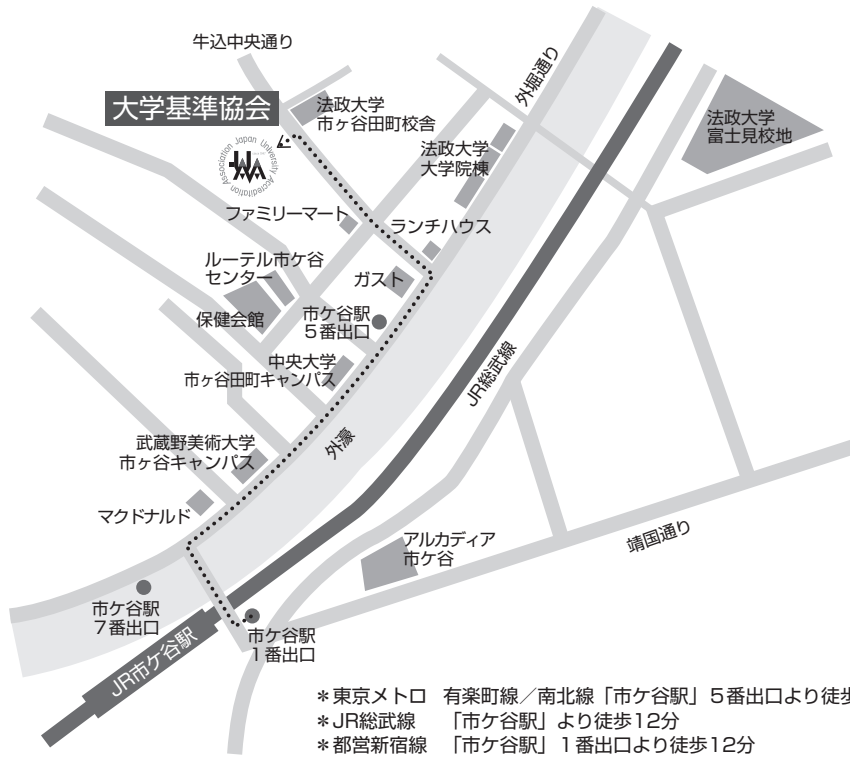 牛込中央通り
大学基準協会
法政大学
市ヶ谷田町校舎
外堀通り
法政大学
富士見校地
法政大学
大学院棟
Japan University Accreditation Association
ファミリーマート
ランチハウス
ルーテル市ケ谷
センター
ガスト
保健会館
市ケ谷駅
5番出口
中央大学
市ヶ谷田町キャンパス
JR総武線
外濠
武蔵野美術大学
市ヶ谷キャンパス
マクドナルド
アルカディア
市ケ谷
靖国通り
市ケ谷駅
7番出口
市ケ谷駅
1番出口
JR市ケ谷駅
*東京メトロ 有楽町線／南北線「市ケ谷駅」5番出口より徒歩
*JR総武線 「市ケ谷駅」より徒歩12分
*都営新宿線 「市ケ谷駅」1番出口より徒歩12分